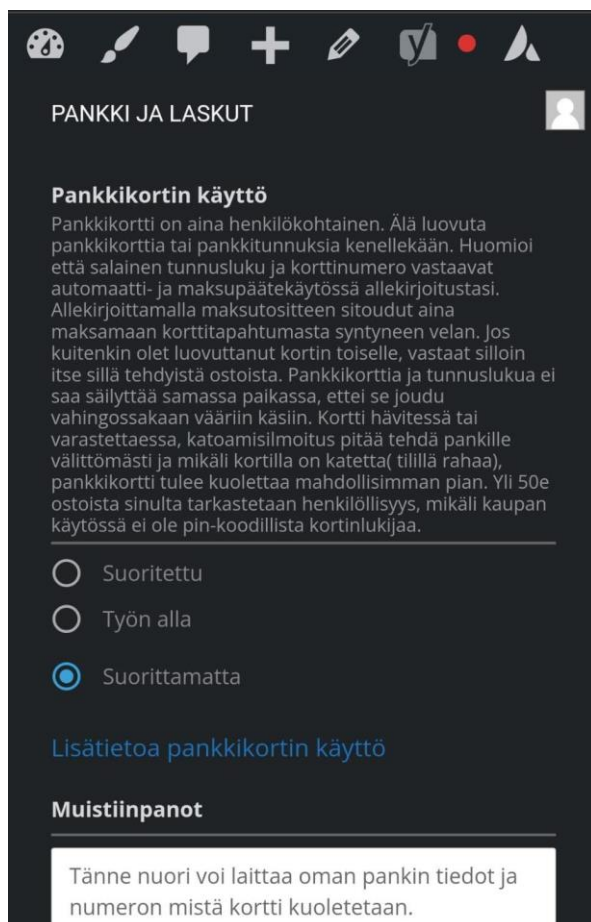 PANKKI JA LASKUT
Pankkikortin käyttö
Pankkikortti on aina henkilökohtainen. Älä luovuta
pankkikorttia tai pankkitunnuksia kenellekään. Huomioi
että salainen tunnusluku ja korttinumero vastaavat
automaatti- ja maksupäätekäytössä allekirjoitustasi.
Allekirjoittamalla maksutositteen sitoudut aina
maksamaan korttitapahtumasta syntyneen velan. Jos
kuitenkin olet luovuttanut kortin toiselle, vastaat silloin
itse sillä tehdyistä ostoista. Pankkikorttia ja tunnuslukua ei
saa säilyttää samassa paikassa, ettei se joudu
vahingossakaan vääriin käsiin. Kortti hävitessä tai
varastettaessa, katoamisilmoitus pitää tehdä pankille
välittömästi ja mikäli kortilla on katetta( tilillä rahaa),
pankkikortti tulee kuolettaa mahdollisimman pian. Yli 50e
ostoista sinulta tarkastetaan henkilöllisyys, mikäli kaupan
käytössä ei ole pin-koodillista kortinlukijaa.
Suoritettu
Työn alla
Suorittamatta
Lisätietoa pankkikortin käyttö
Muistiinpanot
Tänne nuori voi laittaa oman pankin tiedot ja
numeron mistä kortti kuoletetaan.